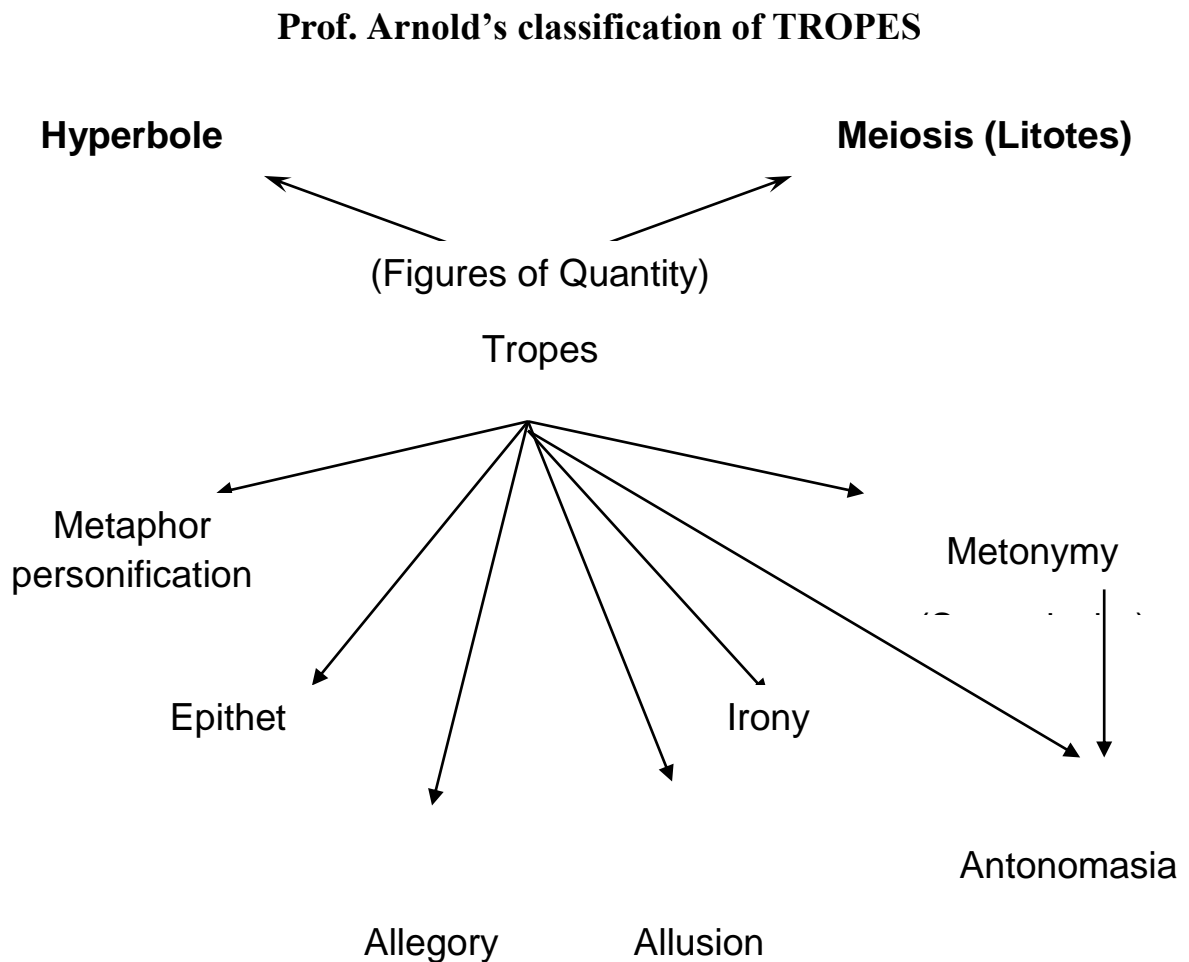 Prof. Arnold’s classification of TROPES
Hyperbole
Meiosis (Litotes)
(Figures of Quantity)
Tropes
Metaphor
personification
Metonymy
Epithet
Irony
Antonomasia
Allegory
Allusion